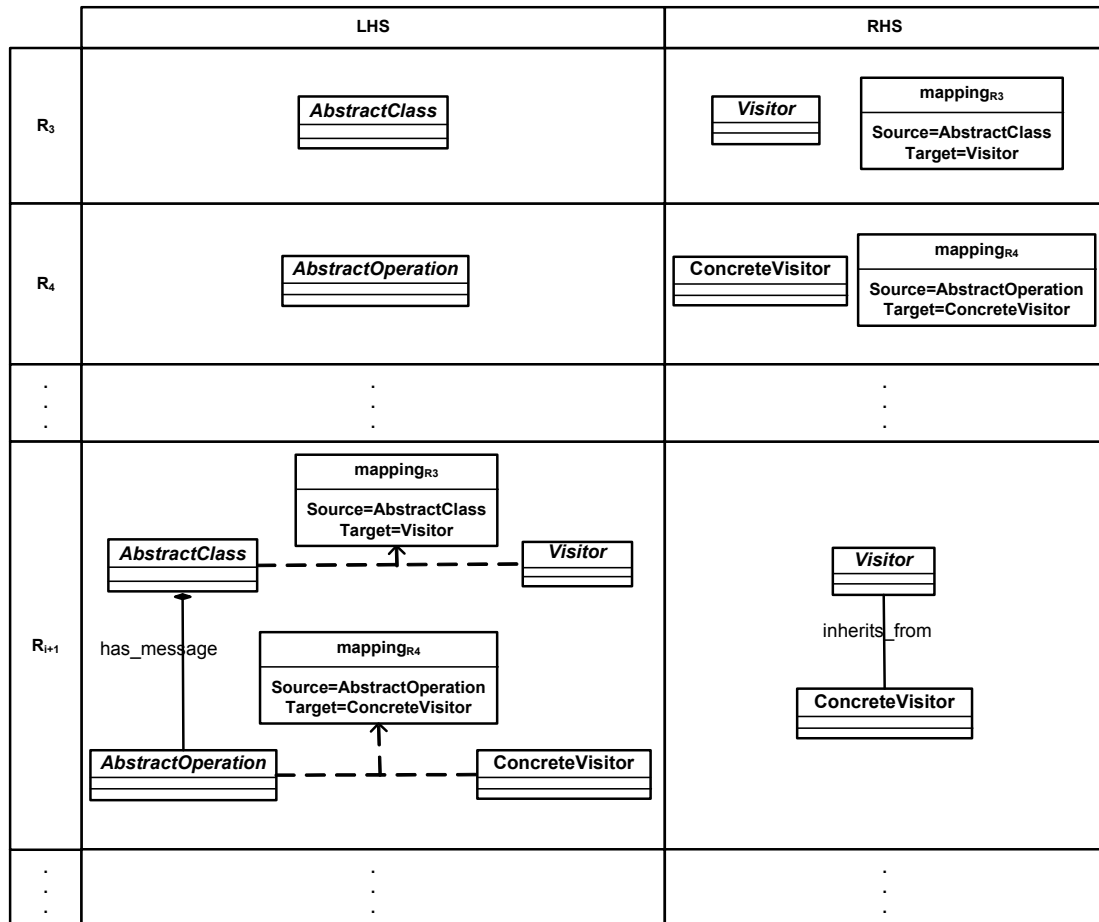 LHS
RHS
R3
AbstractClass
Visitor
mappingR3
Source=AbstractClass
Target=Visitor
R4
AbstractOperation
ConcreteVisitor
mappingR4
Source=AbstractOperation
Target=ConcreteVisitor
. . .
. . .
. . .
Ri+1
mappingR3
Source=AbstractClass
Target=Visitor
AbstractClass
Visitor
has_message
mappingR4
Source=AbstractOperation
Target=ConcreteVisitor
AbstractOperation
ConcreteVisitor
Visitor
inherits_from
ConcreteVisitor
. . .
. . .
. . .